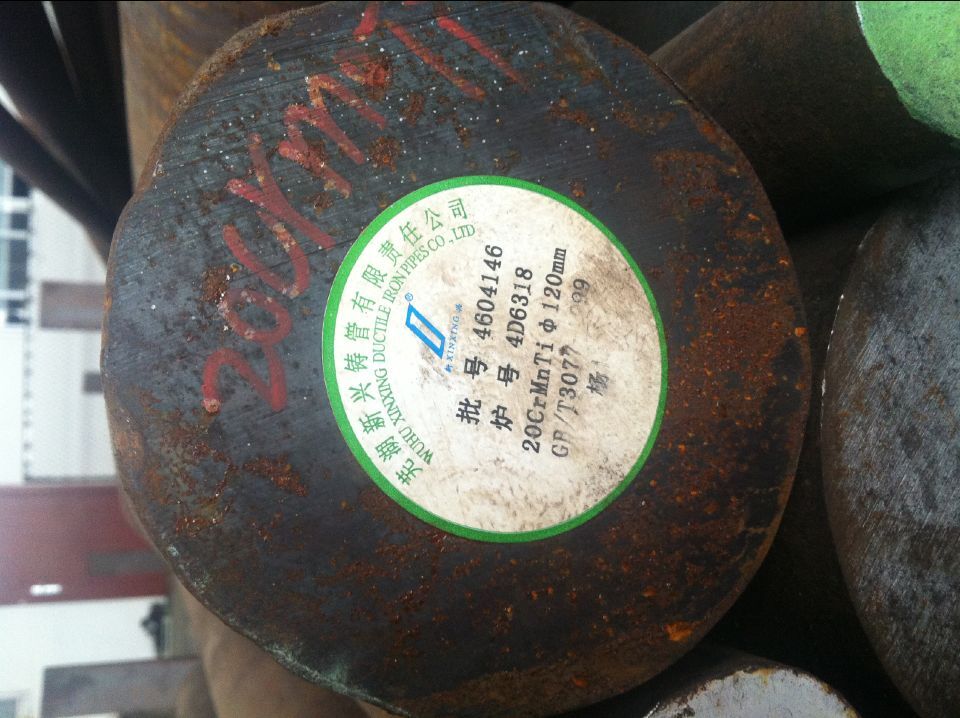 20CrMnTi
芜湖新兴铸管有限责任公司
WUHU XINXING DUCTILE IRON PIPES CO.,LTD
®
XINXING
批 号 4604146
炉 号 4D6318
20CrMnTi φ120mm
GB/T3077
杨